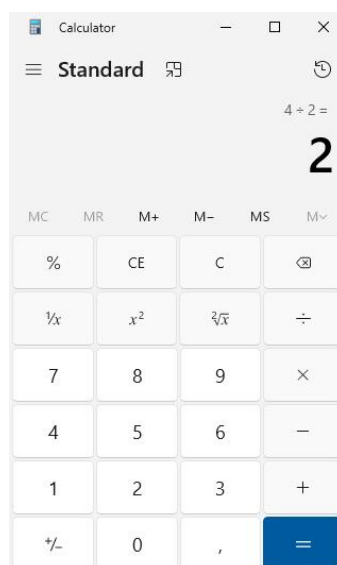 Calculator
Standard
4 ÷ 2 =
2
MC MR M+ M− MS M˅
% CE C
¹/x x² ²√x ÷
7 8 9 ×
4 5 6 −
1 2 3 +
+/− 0 , =